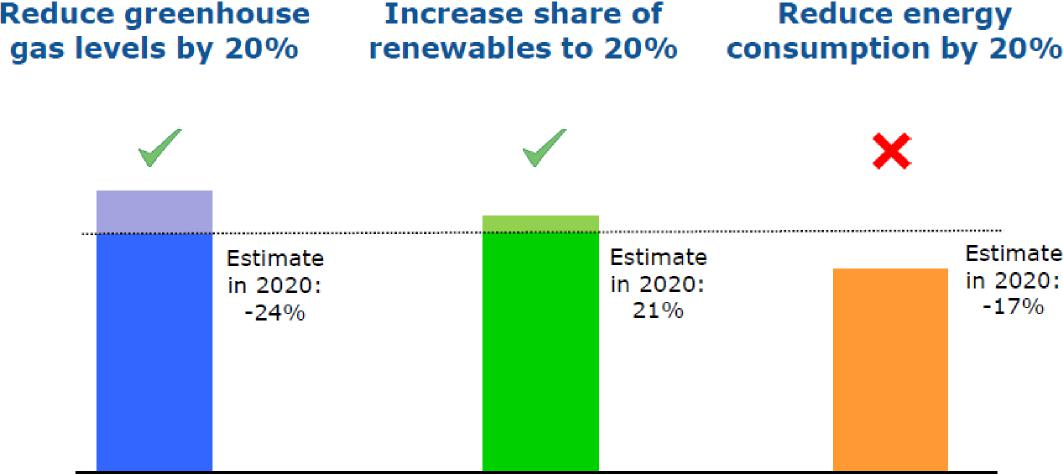 Reduce greenhouse
gas levels by 20%
Increase share of
renewables to 20%
Reduce energy
consumption by 20%
Estimate
in 2020:
-24%
Estimate
in 2020:
21%
Estimate
in 2020:
-17%